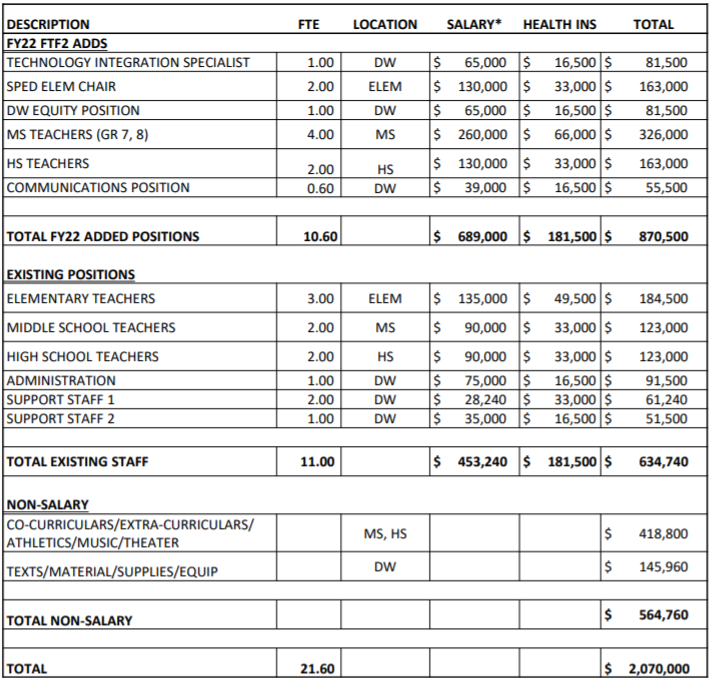 DESCRIPTION FTE LOCATION SALARY* HEALTH INS TOTAL
FY22 FTF2 ADDS
TECHNOLOGY INTEGRATION SPECIALIST 1.00 DW $ 65,000 $ 16,500 $ 81,500
SPED ELEM CHAIR 2.00 ELEM $ 130,000 $ 33,000 $ 163,000
DW EQUITY POSITION 1.00 DW $ 65,000 $ 16,500 $ 81,500
MS TEACHERS (GR 7, 8) 4.00 MS $ 260,000 $ 66,000 $ 326,000
HS TEACHERS 2.00 HS $ 130,000 $ 33,000 $ 163,000
COMMUNICATIONS POSITION 0.60 DW $ 39,000 $ 16,500 $ 55,500
TOTAL FY22 ADDED POSITIONS 10.60 $ 689,000 $ 181,500 $ 870,500
EXISTING POSITIONS
ELEMENTARY TEACHERS 3.00 ELEM $ 135,000 $ 49,500 $ 184,500
MIDDLE SCHOOL TEACHERS 2.00 MS $ 90,000 $ 33,000 $ 123,000
HIGH SCHOOL TEACHERS 2.00 HS $ 90,000 $ 33,000 $ 123,000
ADMINISTRATION 1.00 DW $ 75,000 $ 16,500 $ 91,500
SUPPORT STAFF 1 2.00 DW $ 28,240 $ 33,000 $ 61,240
SUPPORT STAFF 2 1.00 DW $ 35,000 $ 16,500 $ 51,500
TOTAL EXISTING STAFF 11.00 $ 453,240 $ 181,500 $ 634,740
NON-SALARY
CO-CURRICULARS/EXTRA-CURRICULARS/
ATHLETICS/MUSIC/THEATER MS, HS $ 418,800
TEXTS/MATERIAL/SUPPLIES/EQUIP DW $ 145,960
TOTAL NON-SALARY $ 564,760
TOTAL 21.60 $ 2,070,000